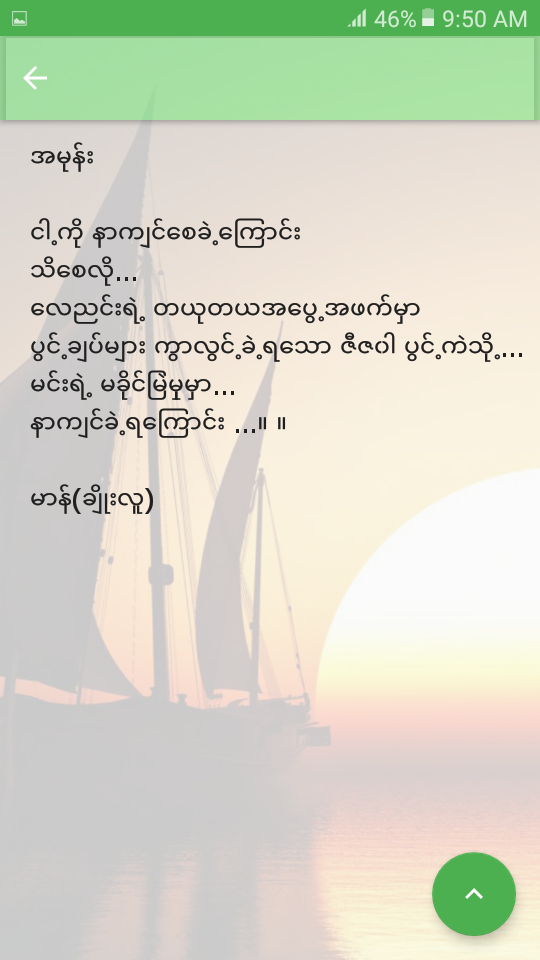 46% 9:50 AM
အမုန်း
ငါ့ကို နာကျင်စေခဲ့ကြောင်း
သိစေလို...
လေညင်းရဲ့ တယုတယအပွေ့အဖက်မှာ
ပွင့်ချပ်များ ကွာလွင့်ခဲ့ရသော ဇီဇဝါ ပွင့်ကဲသို့...
မင်းရဲ့ မခိုင်မြဲမှုမှာ...
နာကျင်ခဲ့ရကြောင်း ...။ ။
မာန်(ချိုးလူ)